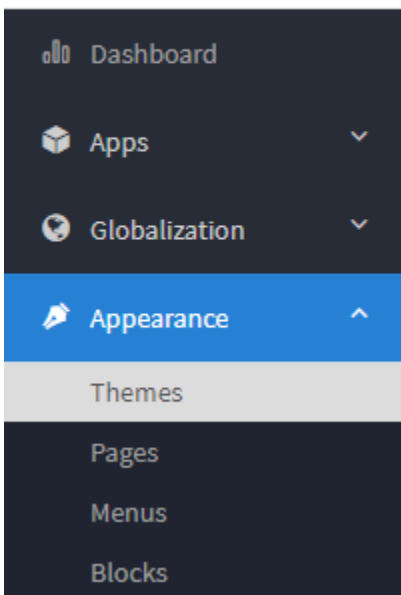 Dashboard
Apps
Globalization
Appearance
Themes
Pages
Menus
Blocks